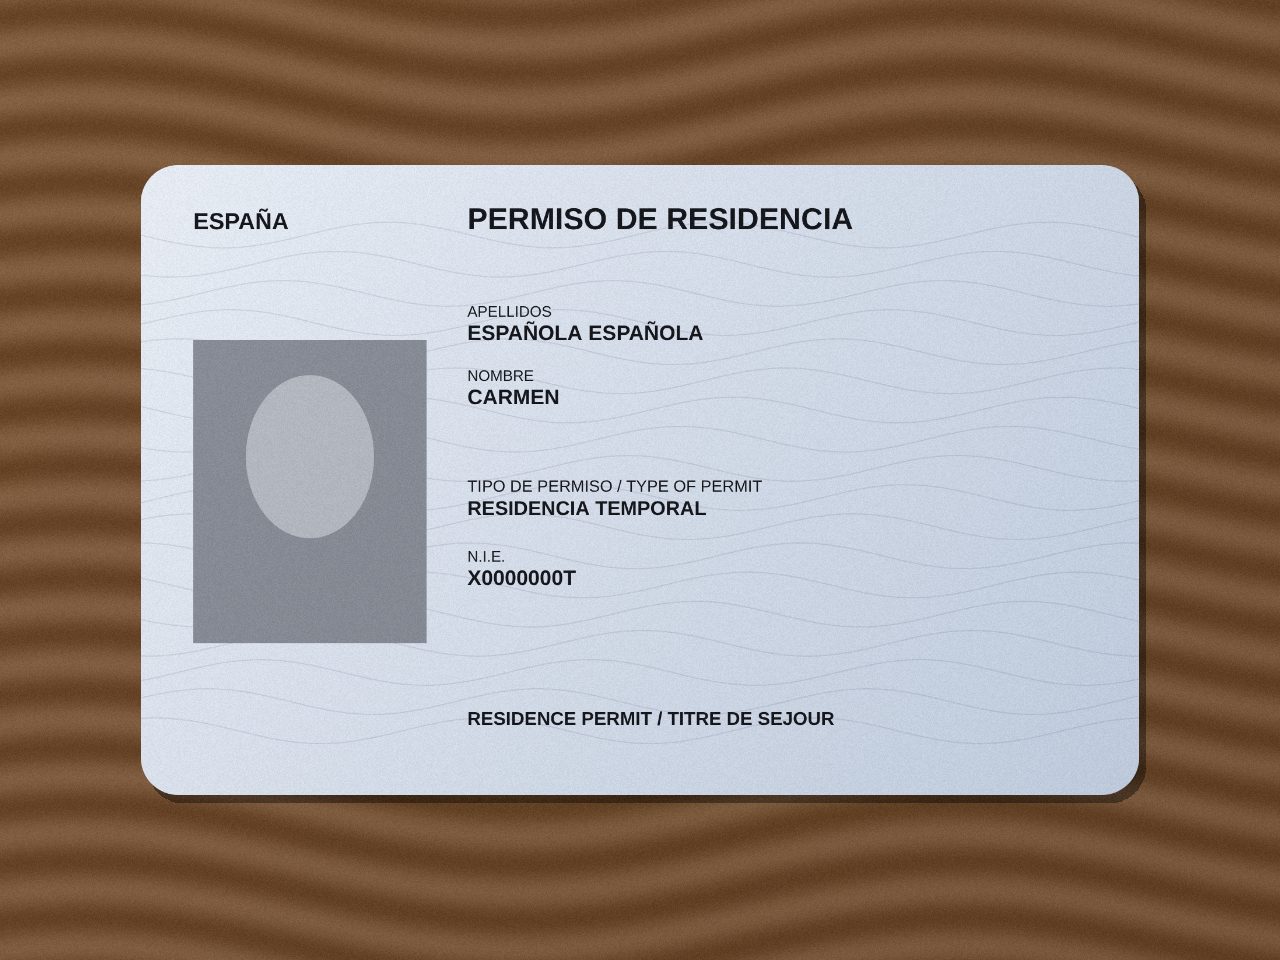 ESPAÑA
PERMISO DE RESIDENCIA
APELLIDOS
ESPAÑOLA ESPAÑOLA
NOMBRE
CARMEN
TIPO DE PERMISO / TYPE OF PERMIT
RESIDENCIA TEMPORAL
N.I.E.
X0000000T
RESIDENCE PERMIT / TITRE DE SEJOUR